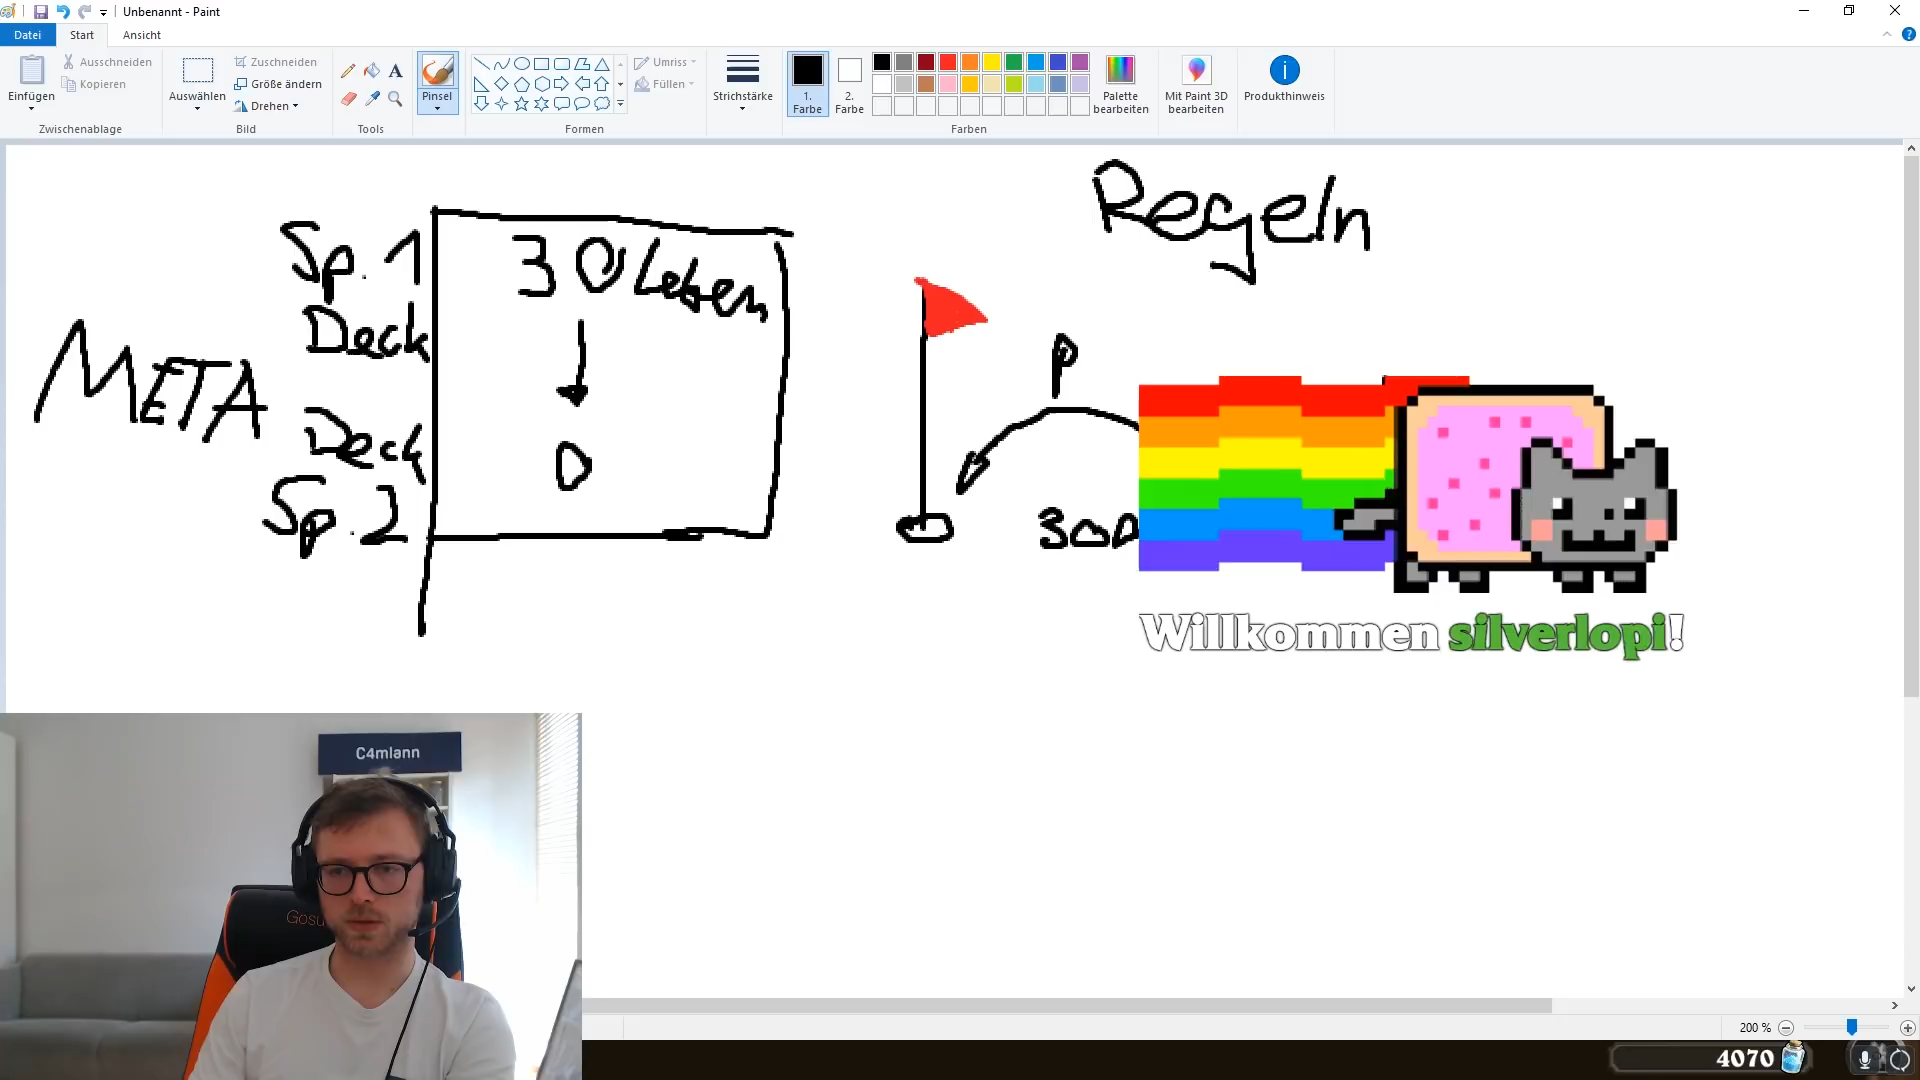 Unbenannt - Paint
Datei
Start
Ansicht
Einfügen
Ausschneiden
Kopieren
Zwischenablage
Auswählen
Zuschneiden
Größe ändern
Drehen
Bild
Tools
Pinsel
Formen
Umriss
Füllen
Strichstärke
1.
Farbe
2.
Farbe
Farben
Palette
bearbeiten
Mit Paint 3D
bearbeiten
Produkthinweis
Regeln
Sp. 1
30 Leben
Deck
META
P
Deck
0
Sp. 2
300
Willkommen silverlopi!
C4mlann
200 %
4070